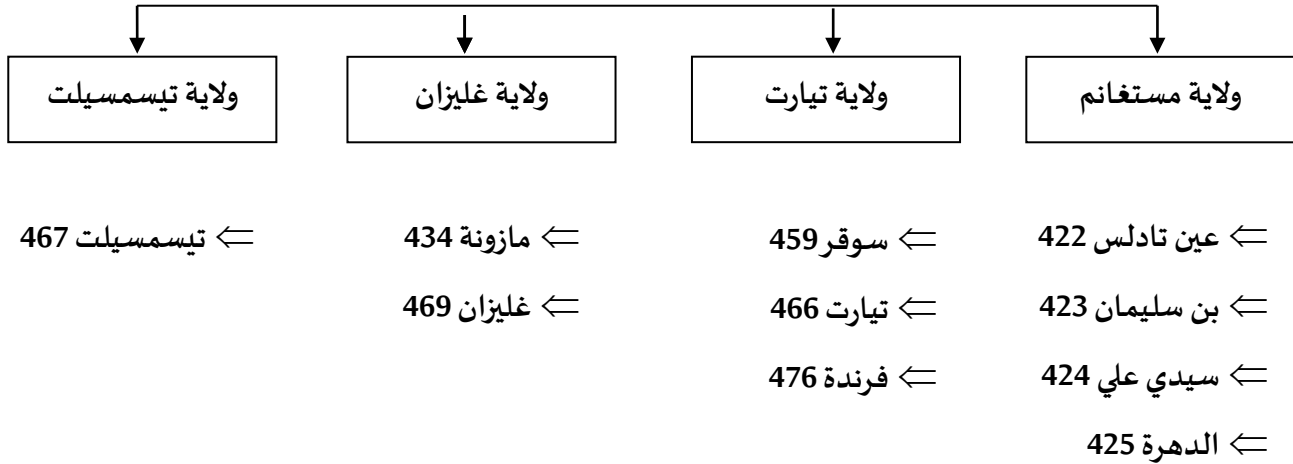 ولاية مستغانم
ولاية تيارت
ولاية غليزان
ولاية تيسمسيلت
⇐ عين تادلس 422
⇐ سوقر 459
⇐ مازونة 434
⇐ تيسمسيلت 467
⇐ بن سليمان 423
⇐ تيارت 466
⇐ غليزان 469
⇐ سيدي علي 424
⇐ فرندة 476
⇐ الدهرة 425